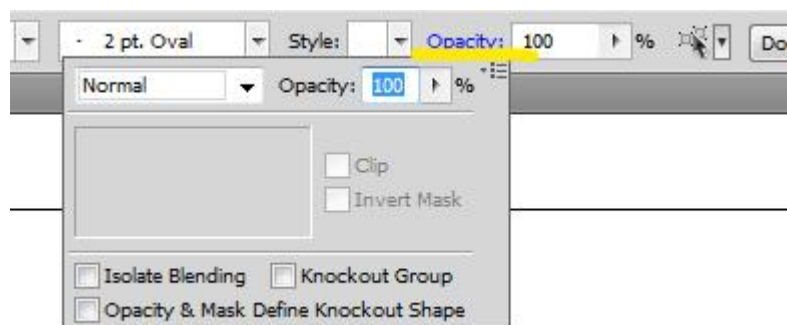 · 2 pt. Oval Style: Opacity: 100 % Do
Normal Opacity: 100 %
Clip
Invert Mask
Isolate Blending Knockout Group
Opacity & Mask Define Knockout Shape